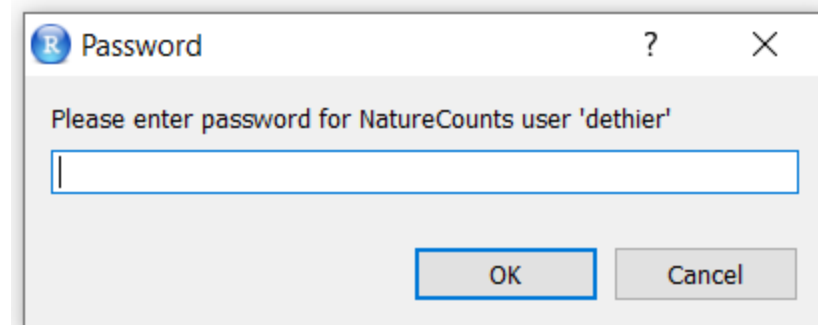 R Password ?
Please enter password for NatureCounts user 'dethier'
OK Cancel